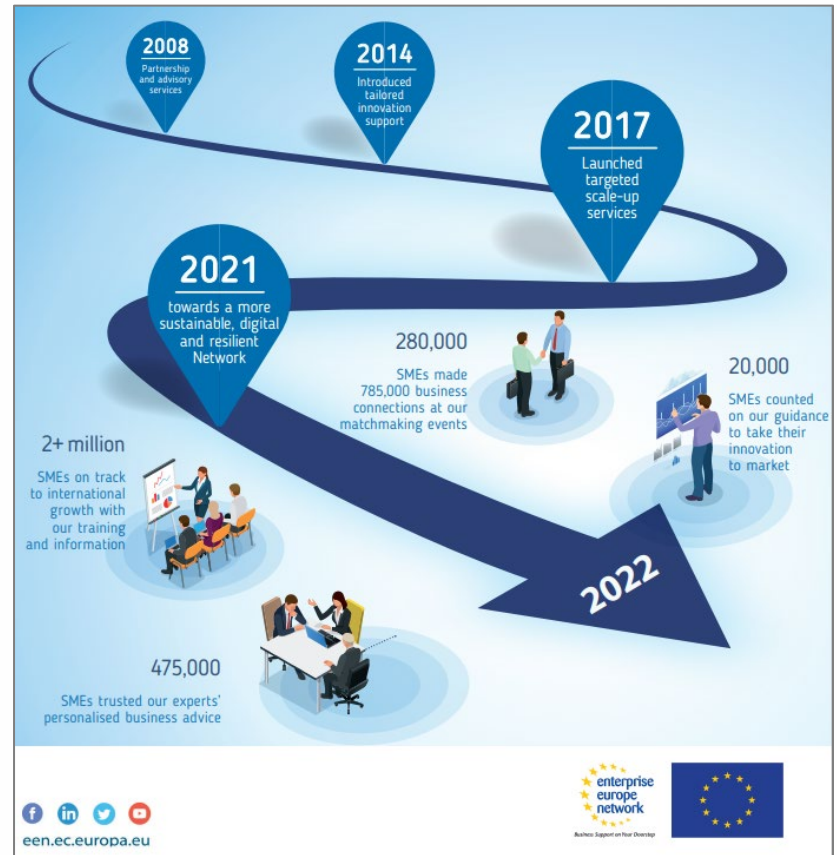 2008
Partnership
and advisory
services
2014
Introduced
tailored
innovation
support
2017
Launched
targeted
scale-up
services
2021
towards a more
sustainable, digital
and resilient
Network
280,000
SMEs made
785,000 business
connections at our
matchmaking events
20,000
SMEs counted
on our guidance
to take their
innovation
to market
2+ million
SMEs on track
to international
growth with
our training
and information
2022
475,000
SMEs trusted our experts'
personalised business advice
enterprise
europe
network
Business Support on Your Doorstep
f in
een.ec.europa.eu